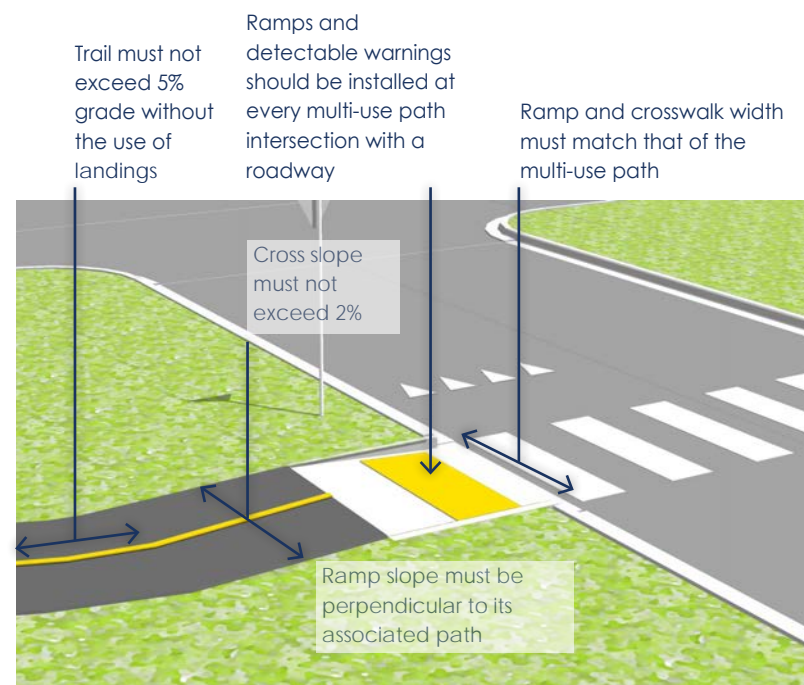 Trail must not
exceed 5%
grade without
the use of
landings
Ramps and
detectable warnings
should be installed at
every multi-use path
intersection with a
roadway
Ramp and crosswalk width
must match that of the
multi-use path
Cross slope
must not
exceed 2%
Ramp slope must be
perpendicular to its
associated path